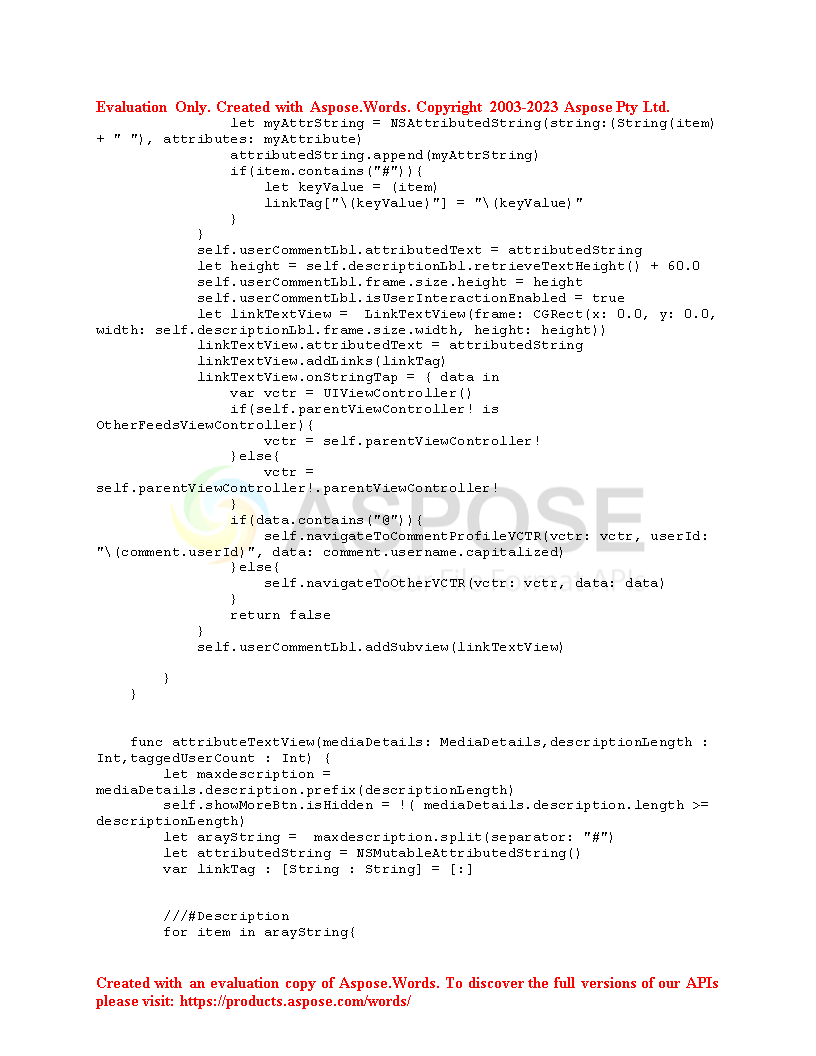 Evaluation Only. Created with Aspose.Words. Copyright 2003-2023 Aspose Pty Ltd.
                let myAttrString = NSAttributedString(string:(String(item)
+ " "), attributes: myAttribute)
                attributedString.append(myAttrString)
                if(item.contains("#")){
                    let keyValue = (item)
                    linkTag["\(keyValue)"] = "\(keyValue)"
                }
            }
            self.userCommentLbl.attributedText = attributedString
            let height = self.descriptionLbl.retrieveTextHeight() + 60.0
            self.userCommentLbl.frame.size.height = height
            self.userCommentLbl.isUserInteractionEnabled = true
            let linkTextView =  LinkTextView(frame: CGRect(x: 0.0, y: 0.0,
width: self.descriptionLbl.frame.size.width, height: height))
            linkTextView.attributedText = attributedString
            linkTextView.addLinks(linkTag)
            linkTextView.onStringTap = { data in
                var vctr = UIViewController()
                if(self.parentViewController! is
OtherFeedsViewController){
                    vctr = self.parentViewController!
                }else{
                    vctr =
self.parentViewController!.parentViewController!
                }
                if(data.contains("@")){
                    self.navigateToCommentProfileVCTR(vctr: vctr, userId:
"\(comment.userId)", data: comment.username.capitalized)
                }else{
                    self.navigateToOtherVCTR(vctr: vctr, data: data)
                }
                return false
            }
            self.userCommentLbl.addSubview(linkTextView)
        }
    }
    func attributeTextView(mediaDetails: MediaDetails,descriptionLength :
Int,taggedUserCount : Int) {
        let maxdescription =
mediaDetails.description.prefix(descriptionLength)
        self.showMoreBtn.isHidden = !( mediaDetails.description.length >=
descriptionLength)
        let arayString =  maxdescription.split(separator: "#")
        let attributedString = NSMutableAttributedString()
        var linkTag : [String : String] = [:]
        ///#Description
        for item in arayString{
ASPOSE
Your File Format APIs
Created with an evaluation copy of Aspose.Words. To discover the full versions of our APIs
please visit: https://products.aspose.com/words/